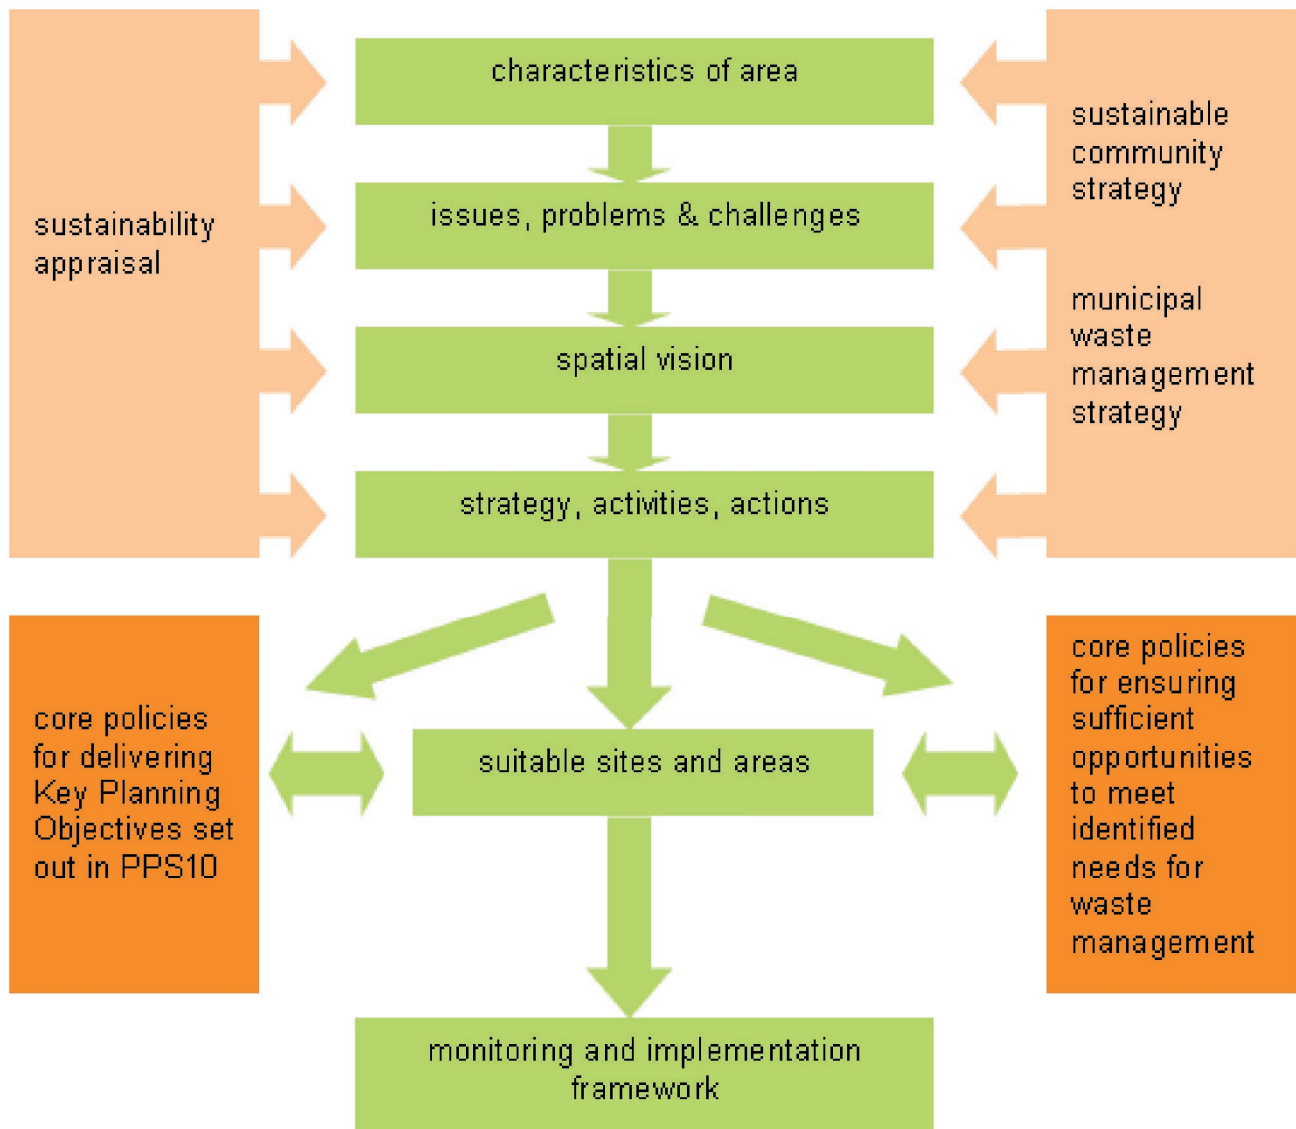 characteristics of area
sustainable
community
strategy
issues, problems & challenges
sustainability
appraisal
municipal
waste
management
strategy
spatial vision
strategy, activities, actions
core policies
for delivering
Key Planning
Objectives set
out in PPS10
suitable sites and areas
core policies
for ensuring
sufficient
opportunities
to meet
identified
needs for
waste
management
monitoring and implementation
framework